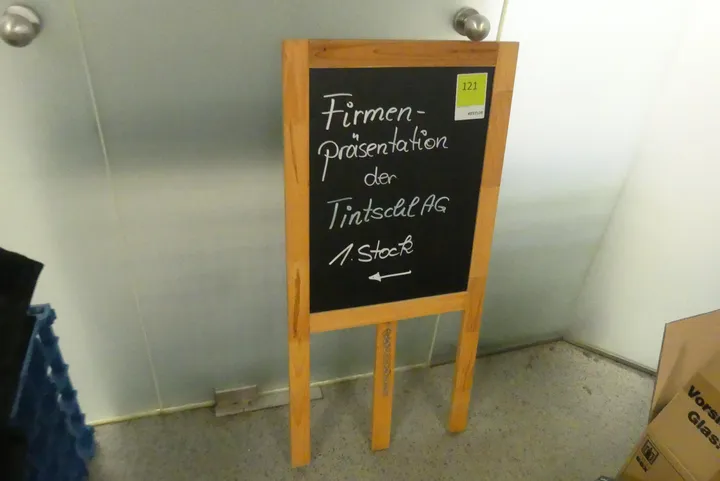 121
Firmen-
präsentation
der
Tintschl AG
1. Stock
Vors
Glas